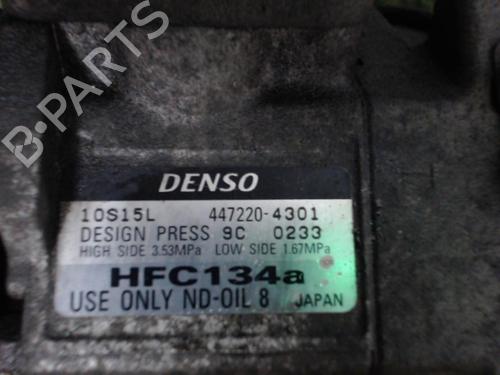 B-PARTS
DENSO
10S15L 447220-4301
DESIGN PRESS 9C 0233
HIGH SIDE 3.53MPa LOW SIDE 1.67MPa
HFC134a
USE ONLY ND-OIL 8 JAPAN